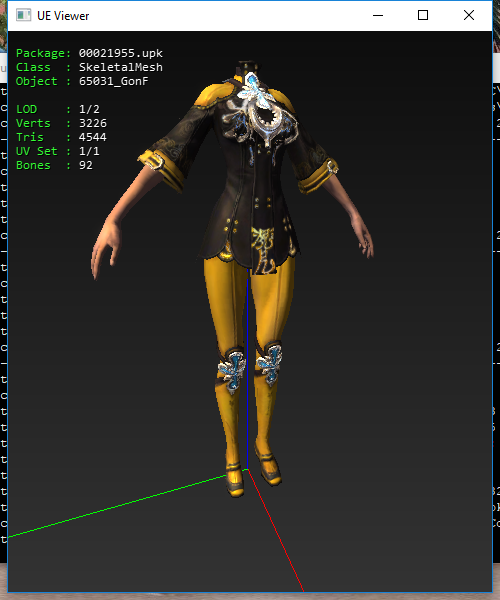 UE Viewer
Package: 00021955.upk
Class  : SkeletalMesh
Object : 65031_GonF
LOD    : 1/2
Verts  : 3226
Tris   : 4544
UV Set : 1/1
Bones  : 92